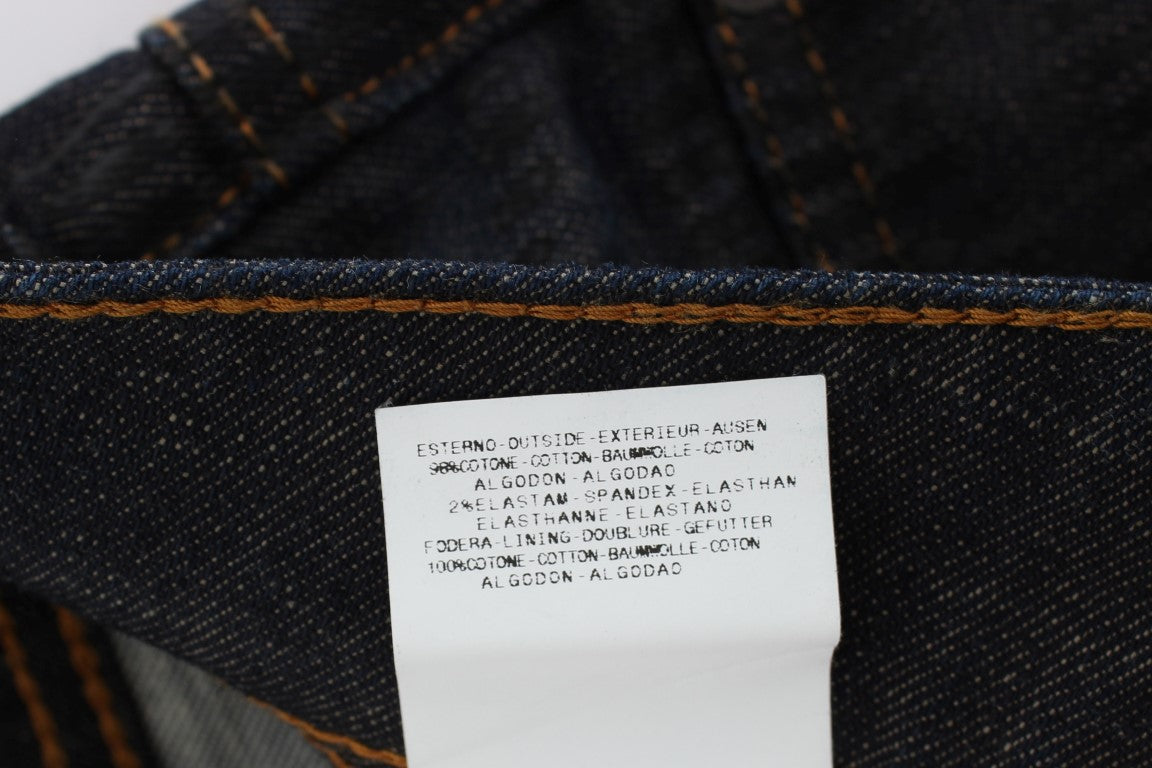 ESTERNO-OUTSIDE-EXTERIEUR-AUSEN
98%COTONE-COTTON-BAUMWOLLE-COTON
ALGODON-ALGODAO
2%ELASTAM-SPANDEX-ELASTHAN
ELASTHANNE-ELASTANO
FODERA-LINING-DOUBLURE-GEFUTTER
100%COTONE-COTTON-BAUMWOLLE-COTON
ALGODON-ALGODAO